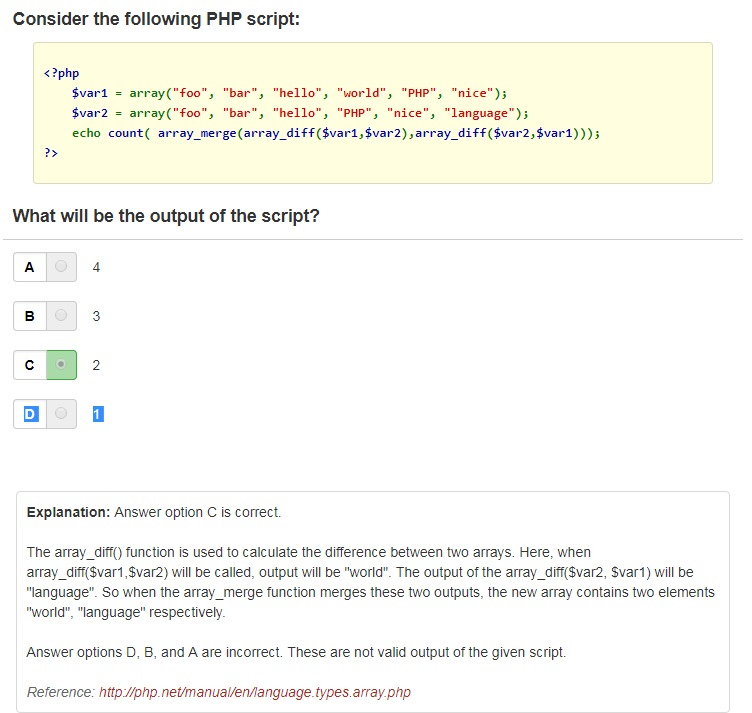 Consider the following PHP script:
<?php
$var1 = array("foo", "bar", "hello", "world", "PHP", "nice");
$var2 = array("foo", "bar", "hello", "PHP", "nice", "language");
echo count( array_merge(array_diff($var1,$var2),array_diff($var2,$var1)));
?>
What will be the output of the script?
A 4
B 3
C 2
D 1
Explanation: Answer option C is correct.
The array_diff() function is used to calculate the difference between two arrays. Here, when
array_diff($var1,$var2) will be called, output will be "world". The output of the array_diff($var2, $var1) will be
"language". So when the array_merge function merges these two outputs, the new array contains two elements
"world", "language" respectively.
Answer options D, B, and A are incorrect. These are not valid output of the given script.
Reference: http://php.net/manual/en/language.types.array.php